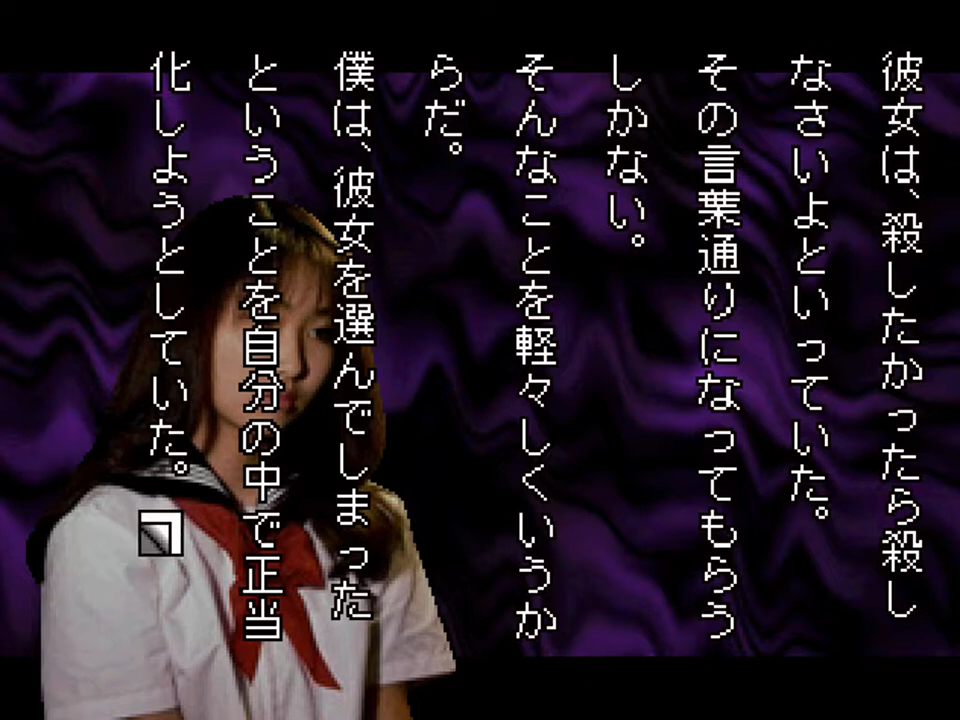 彼女は、殺したかったら殺し
なさいよといっていた。
その言葉通りになってもらう
しかない。
そんなことを軽々しくいうか
らだ。
僕は、彼女を選んでしまった
ということを自分の中で正当
化しようとしていた。